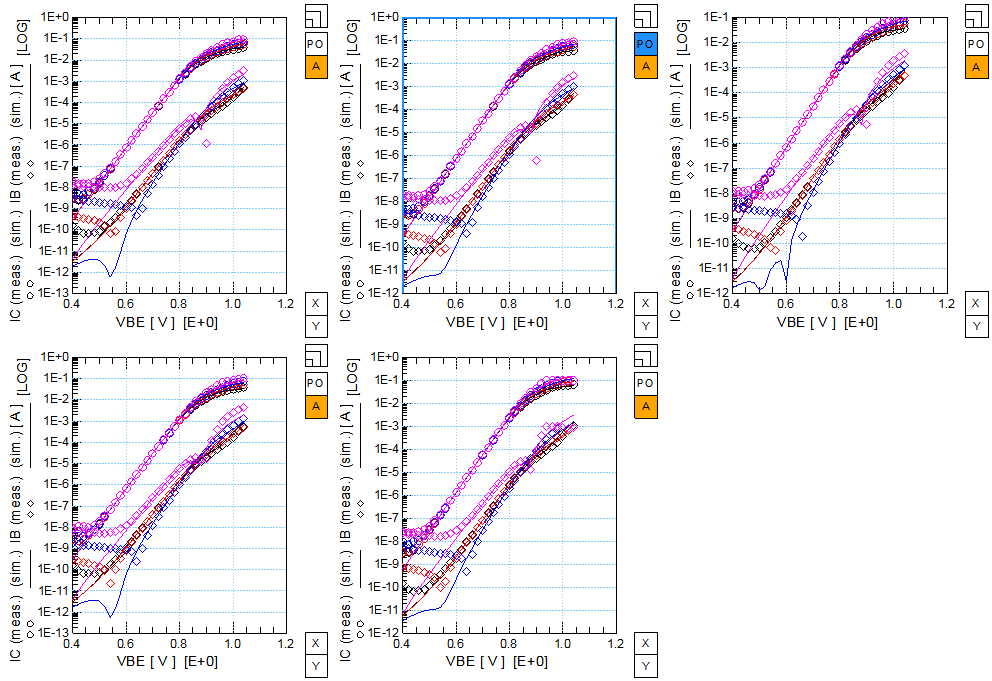 IC (meas.) (sim.) IB (meas.) (sim.) [ A ] [LOG]
1E+0
1E-1
1E-2
1E-3
1E-4
1E-5
1E-6
1E-7
1E-8
1E-9
1E-10
1E-11
1E-12
1E-13
0.4 0.6 0.8 1.0 1.2
VBE [ V ] [E+0]
PO
A
X
Y
IC (meas.) (sim.) IB (meas.) (sim.) [ A ] [LOG]
1E+0
1E-1
1E-2
1E-3
1E-4
1E-5
1E-6
1E-7
1E-8
1E-9
1E-10
1E-11
1E-12
0.4 0.6 0.8 1.0 1.2
VBE [ V ] [E+0]
PO
A
X
Y
IC (meas.) (sim.) IB (meas.) (sim.) [ A ] [LOG]
1E-1
1E-2
1E-3
1E-4
1E-5
1E-6
1E-7
1E-8
1E-9
1E-10
1E-11
1E-12
0.4 0.6 0.8 1.0 1.2
VBE [ V ] [E+0]
PO
A
X
Y
IC (meas.) (sim.) IB (meas.) (sim.) [ A ] [LOG]
1E+0
1E-1
1E-2
1E-3
1E-4
1E-5
1E-6
1E-7
1E-8
1E-9
1E-10
1E-11
1E-12
1E-13
0.4 0.6 0.8 1.0 1.2
VBE [ V ] [E+0]
PO
A
X
Y
IC (meas.) (sim.) IB (meas.) (sim.) [ A ] [LOG]
1E+0
1E-1
1E-2
1E-3
1E-4
1E-5
1E-6
1E-7
1E-8
1E-9
1E-10
1E-11
1E-12
0.4 0.6 0.8 1.0 1.2
VBE [ V ] [E+0]
PO
A
X
Y